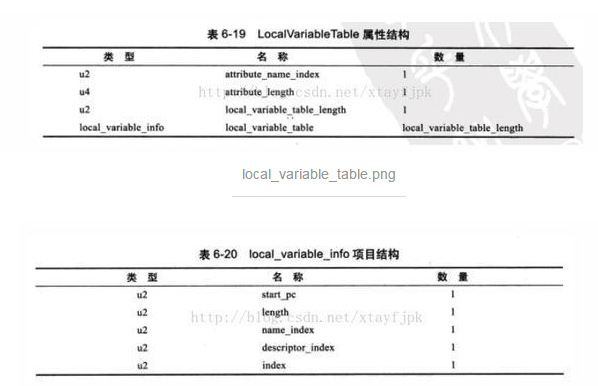 表 6-19 LocalVariableTable 属性结构
类 型 名 称 数 量
u2 attribute_name_index 1
u4 attribute_length 1
u2 local_variable_table_length 1
local_variable_info local_variable_table local_variable_table_length
http://blog.csdn.net/xtayfjpk
local_variable_table.png
表 6-20 local_variable_info 项目结构
类 型 名 称 数 量
u2 start_pc 1
u2 length 1
http://blog.csdn.net/xtayfjpk
u2 name_index 1
u2 descriptor_index 1
u2 index 1